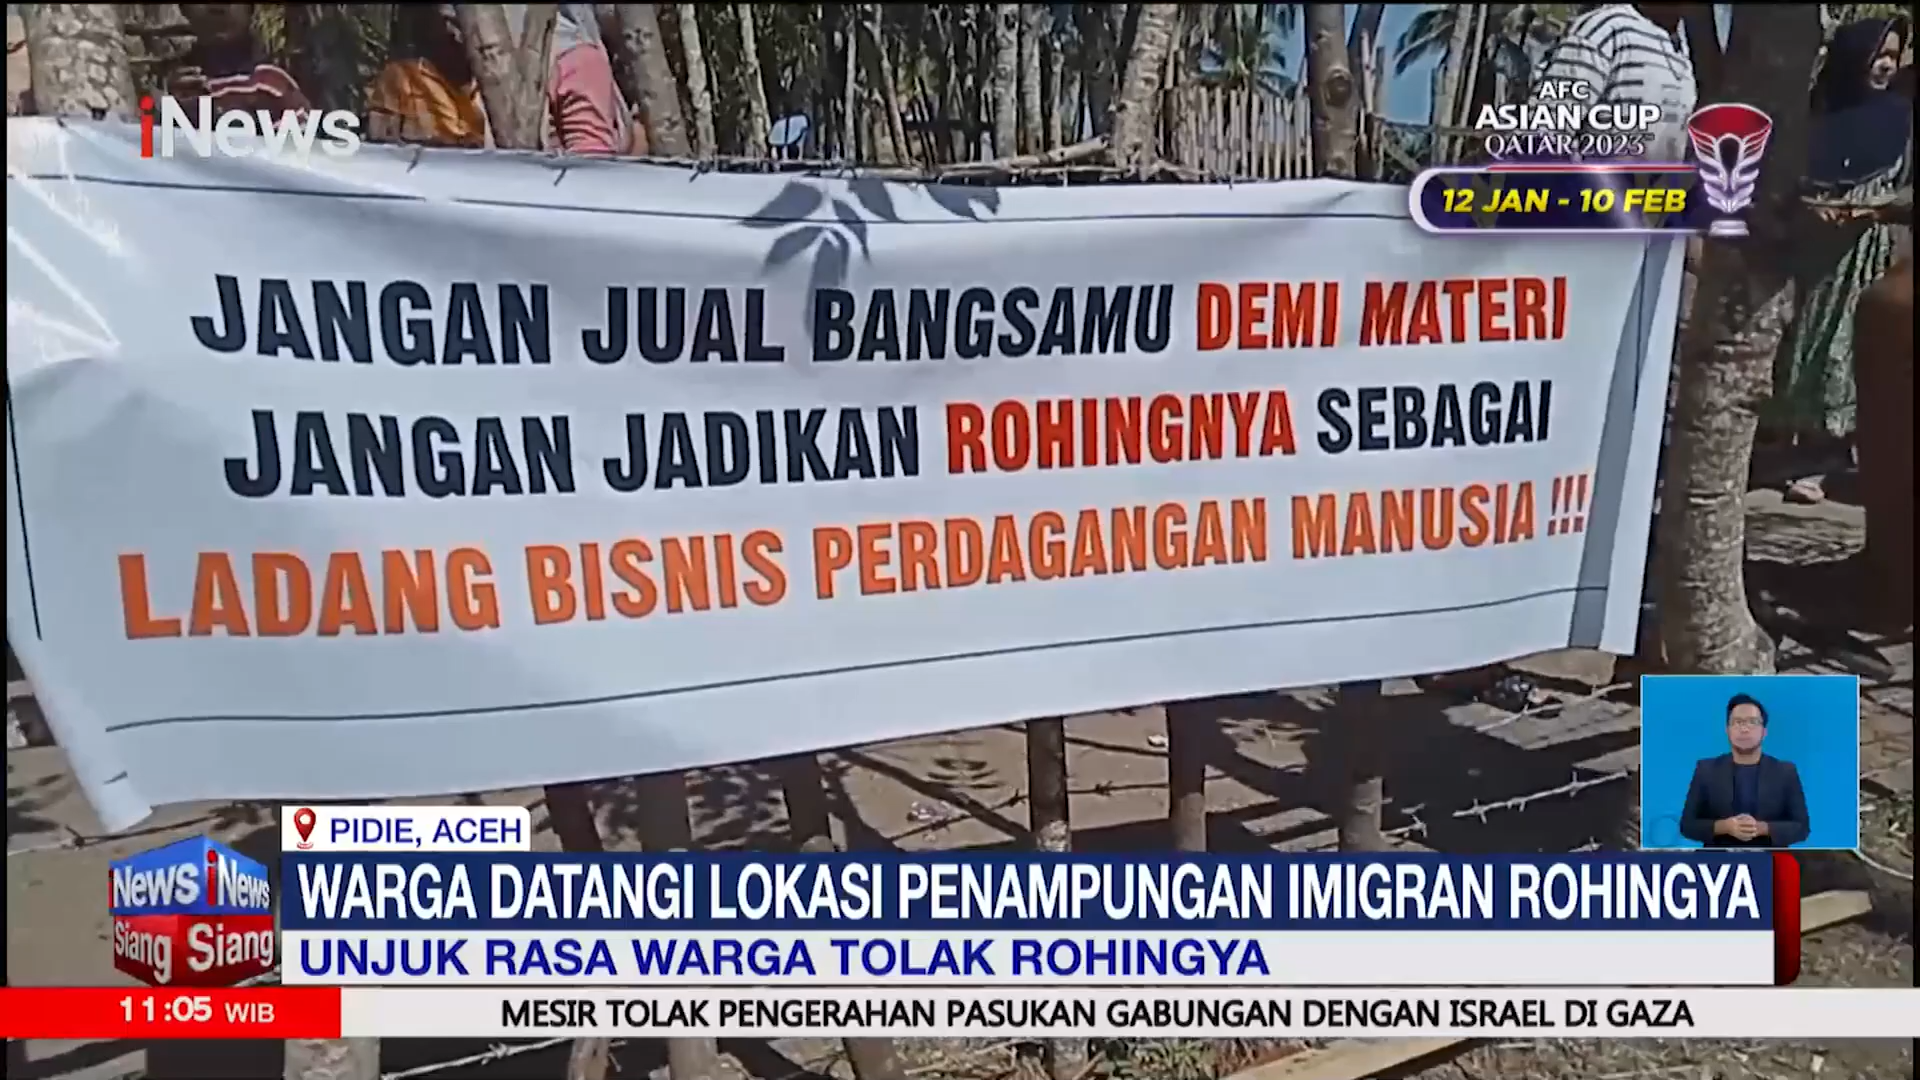 iNews
AFC
ASIAN CUP
QATAR 2023
12 JAN - 10 FEB
JANGAN JUAL BANGSAMU DEMI MATERI
JANGAN JADIKAN ROHINGNYA SEBAGAI
LADANG BISNIS PERDAGANGAN MANUSIA !!!
PIDIE, ACEH
iNews iNews
Siang Siang
WARGA DATANGI LOKASI PENAMPUNGAN IMIGRAN ROHINGYA
UNJUK RASA WARGA TOLAK ROHINGYA
11:05 WIB
MESIR TOLAK PENGERAHAN PASUKAN GABUNGAN DENGAN ISRAEL DI GAZA